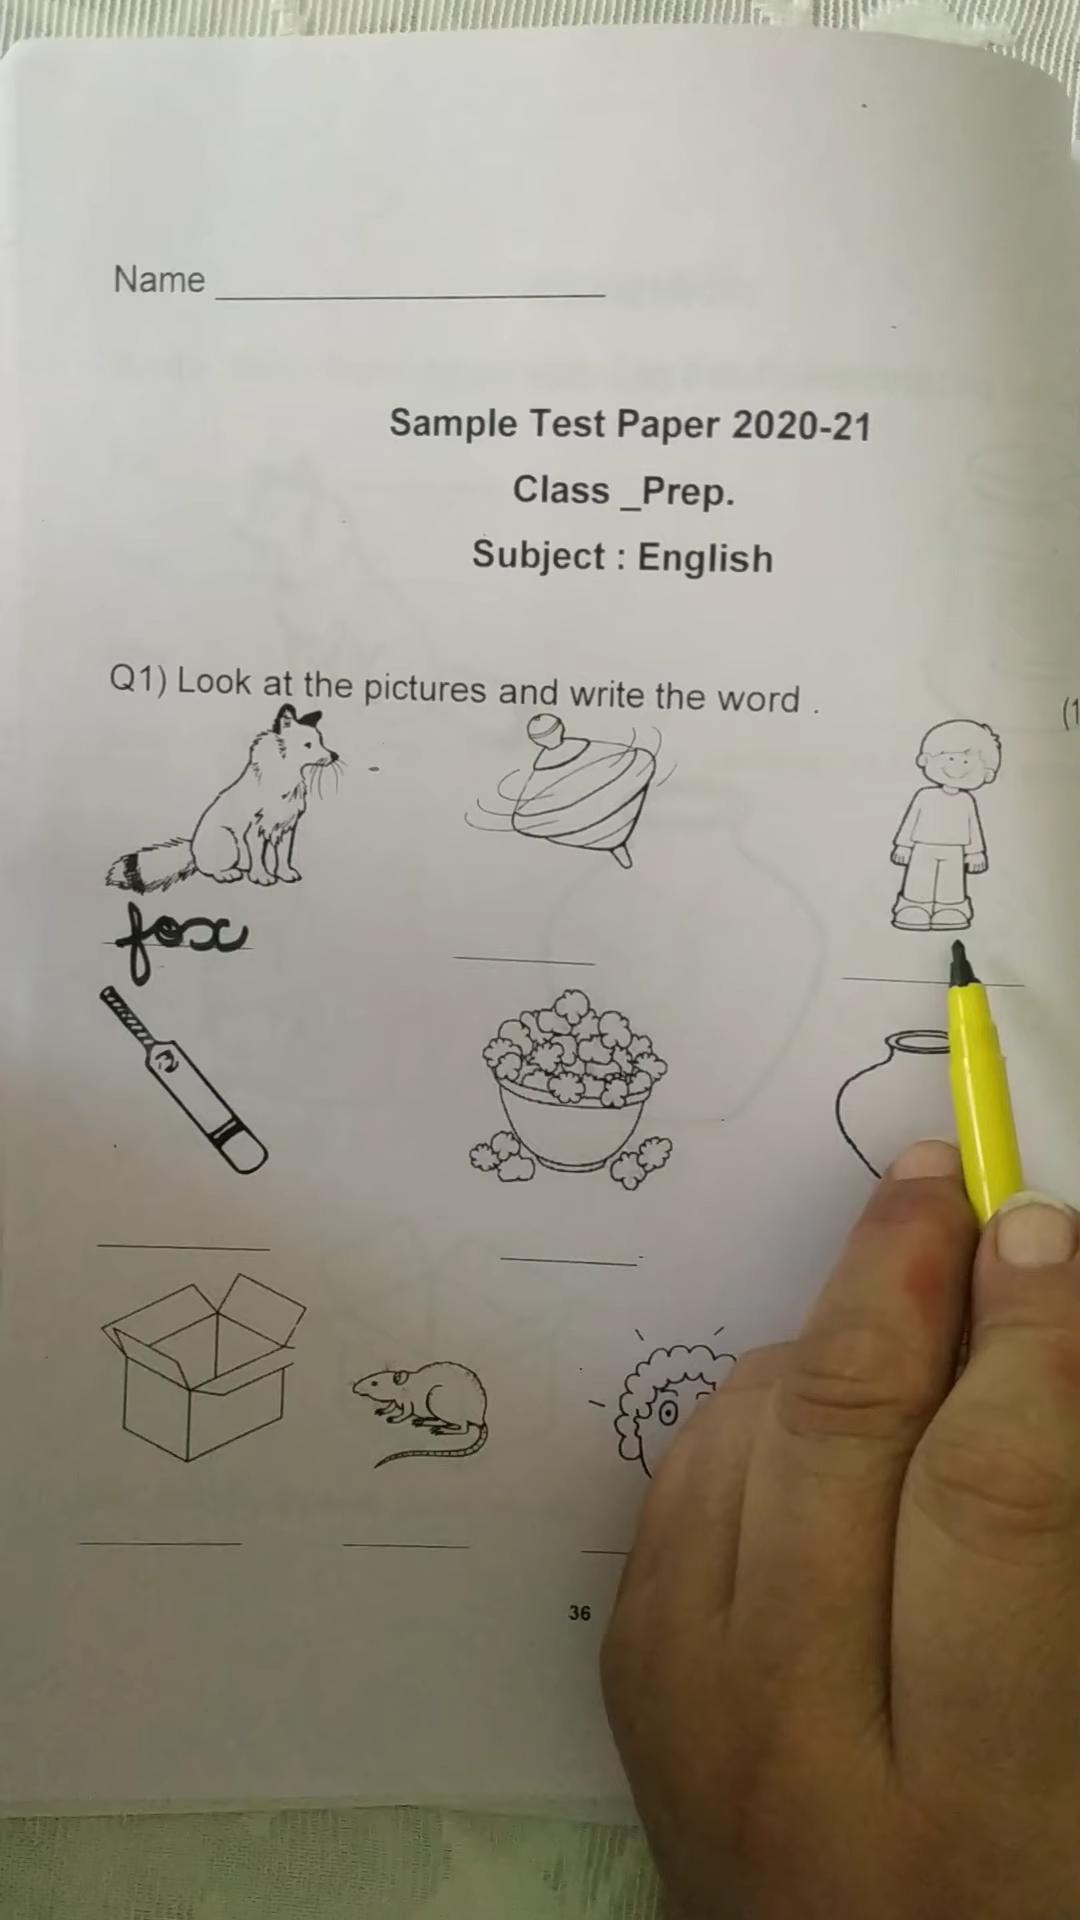 Name
Sample Test Paper 2020-21
Class _Prep.
Subject : English
Q1) Look at the pictures and write the word .
(1
fox
36